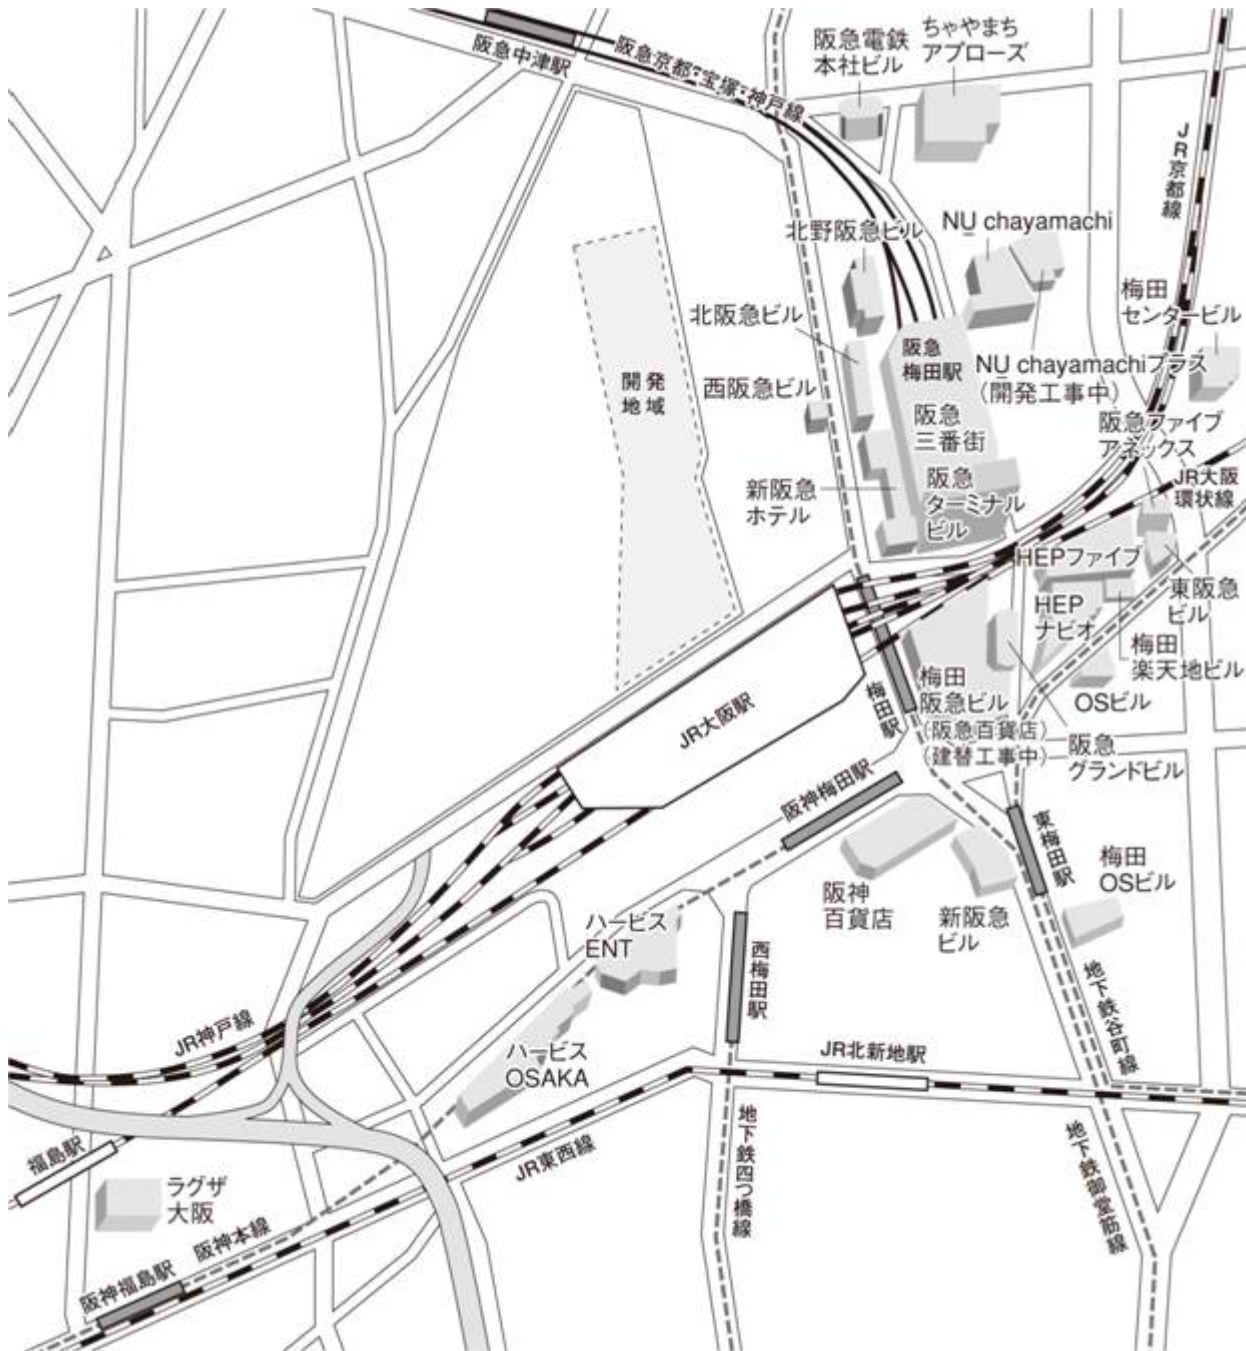 阪急中津駅
阪急京都・宝塚・神戸線
阪急電鉄
本社ビル
ちゃやまち
アプローズ
JR京都線
北野阪急ビル
NU chayamachi
梅田
センタービル
北阪急ビル
阪急
梅田駅
NU chayamachiプラス
(開発工事中)
開発
地域
西阪急ビル
阪急
三番街
阪急ファイブ
アネックス
新阪急
ホテル
阪急
ターミナル
ビル
JR大阪
環状線
HEPファイブ
HEP
ナビオ
東阪急
ビル
梅田
楽天地ビル
梅田駅
梅田
阪急ビル
(阪急百貨店)
(建替工事中)
OSビル
阪急
グランドビル
JR大阪駅
阪神梅田駅
東梅田駅
梅田
OSビル
阪神
百貨店
新阪急
ビル
ハービス
ENT
西梅田駅
地下鉄谷町線
JR神戸線
ハービス
OSAKA
JR北新地駅
福島駅
JR東西線
地下鉄四つ橋線
地下鉄御堂筋線
ラグザ
大阪
阪神本線
阪神福島駅